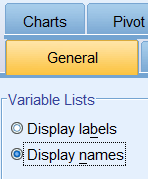 Charts Pivot
General
Variable Lists
Display labels
Display names